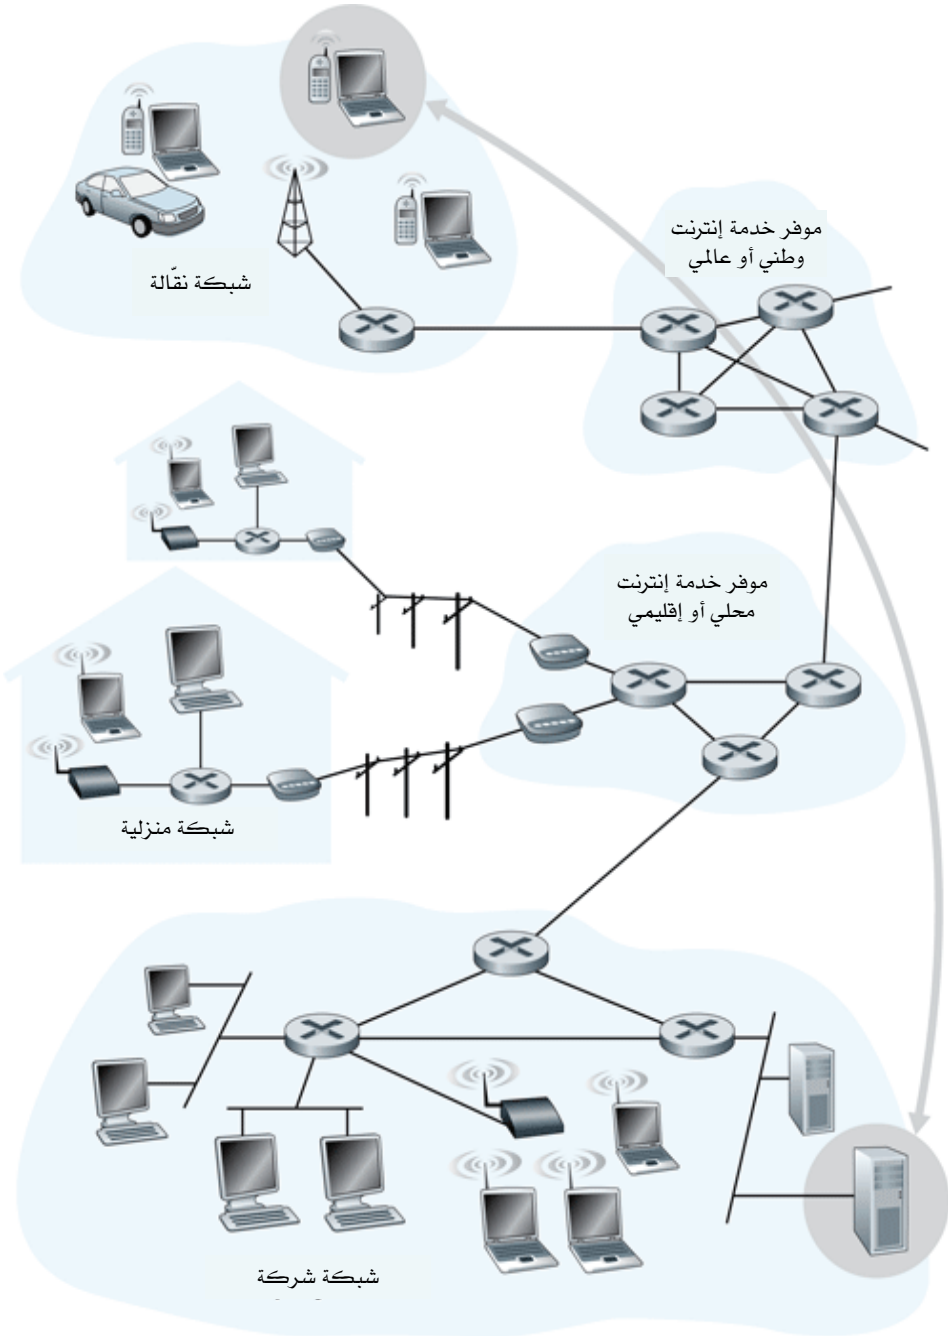 موفر خدمة إنترنت
وطني أو عالمي
شبكة نقّالة
موفر خدمة إنترنت
محلي أو إقليمي
شبكة منزلية
شبكة شركة